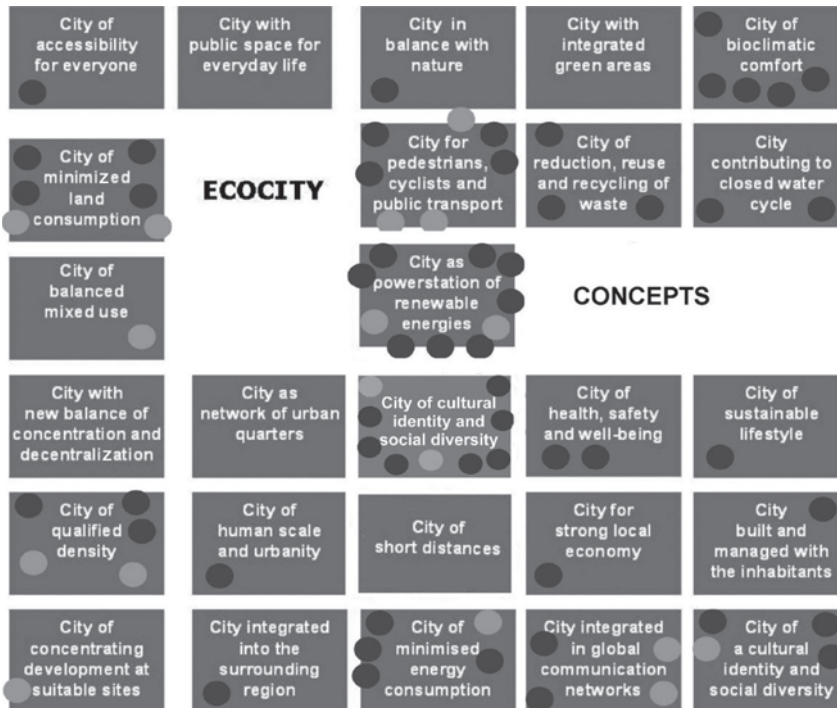 City of
accessibility
for everyone
City with
public space for
everyday life
City in
balance with
nature
City with
integrated
green areas
City of
bioclimatic
comfort
City of
minimized
land
consumption
ECOCITY
City for
pedestrians,
cyclists and
public transport
City of
reduction, reuse
and recycling of
waste
City
contributing to
closed water
cycle
City of
balanced
mixed use
City as
powerstation of
renewable
energies
CONCEPTS
City with
new balance of
concentration and
decentralization
City as
network of urban
quarters
City of cultural
identity and
social diversity
City of
health, safety
and well-being
City of
sustainable
lifestyle
City of
qualified
density
City of
human scale
and urbanity
City of
short distances
City for
strong local
economy
City
built and
managed with
the inhabitants
City of
concentrating
development at
suitable sites
City integrated
into the
surrounding
region
City of
minimised
energy
consumption
City integrated
in global
communication
networks
City of
a cultural
identity and
social diversity